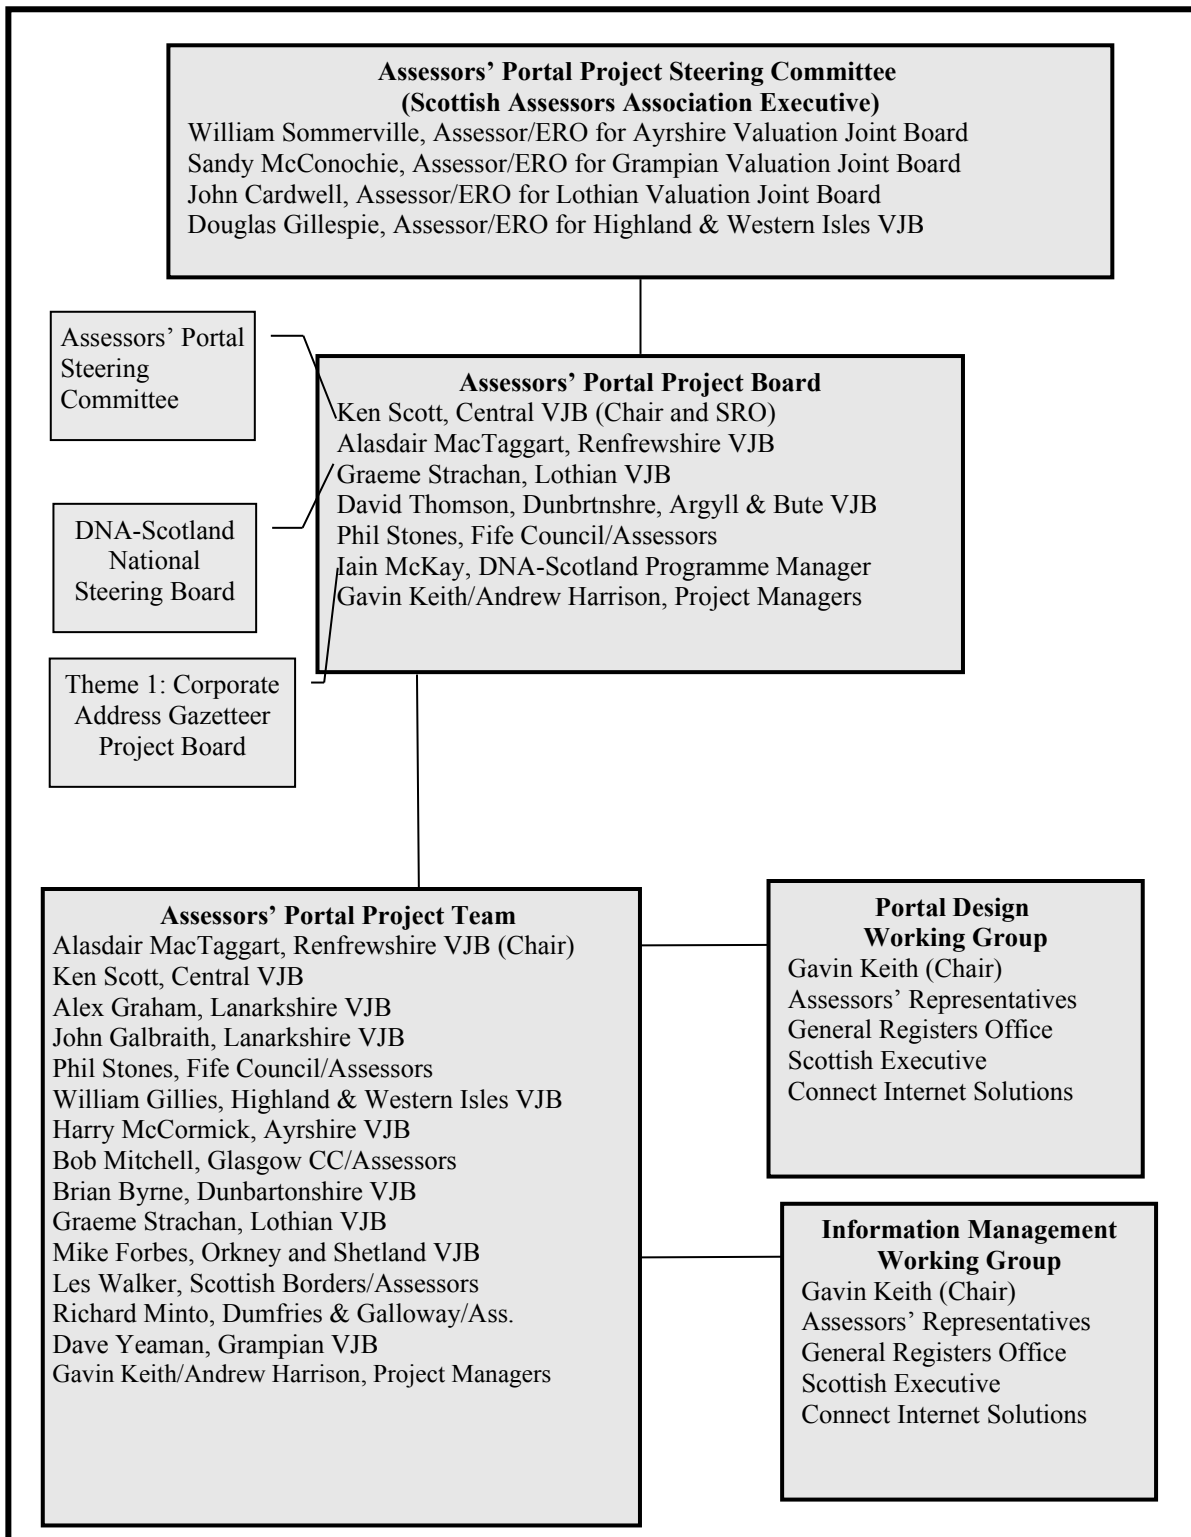 Assessors’ Portal Project Steering Committee
(Scottish Assessors Association Executive)
William Sommerville, Assessor/ERO for Ayrshire Valuation Joint Board
Sandy McConochie, Assessor/ERO for Grampian Valuation Joint Board
John Cardwell, Assessor/ERO for Lothian Valuation Joint Board
Douglas Gillespie, Assessor/ERO for Highland & Western Isles VJB
Assessors’ Portal
Steering
Committee
DNA-Scotland
National
Steering Board
Theme 1: Corporate
Address Gazetteer
Project Board
Assessors’ Portal Project Board
Ken Scott, Central VJB (Chair and SRO)
Alasdair MacTaggart, Renfrewshire VJB
Graeme Strachan, Lothian VJB
David Thomson, Dunbrtnshre, Argyll & Bute VJB
Phil Stones, Fife Council/Assessors
Iain McKay, DNA-Scotland Programme Manager
Gavin Keith/Andrew Harrison, Project Managers
Assessors’ Portal Project Team
Alasdair MacTaggart, Renfrewshire VJB (Chair)
Ken Scott, Central VJB
Alex Graham, Lanarkshire VJB
John Galbraith, Lanarkshire VJB
Phil Stones, Fife Council/Assessors
William Gillies, Highland & Western Isles VJB
Harry McCormick, Ayrshire VJB
Bob Mitchell, Glasgow CC/Assessors
Brian Byrne, Dunbartonshire VJB
Graeme Strachan, Lothian VJB
Mike Forbes, Orkney and Shetland VJB
Les Walker, Scottish Borders/Assessors
Richard Minto, Dumfries & Galloway/Ass.
Dave Yeaman, Grampian VJB
Gavin Keith/Andrew Harrison, Project Managers
Portal Design
Working Group
Gavin Keith (Chair)
Assessors’ Representatives
General Registers Office
Scottish Executive
Connect Internet Solutions
Information Management
Working Group
Gavin Keith (Chair)
Assessors’ Representatives
General Registers Office
Scottish Executive
Connect Internet Solutions